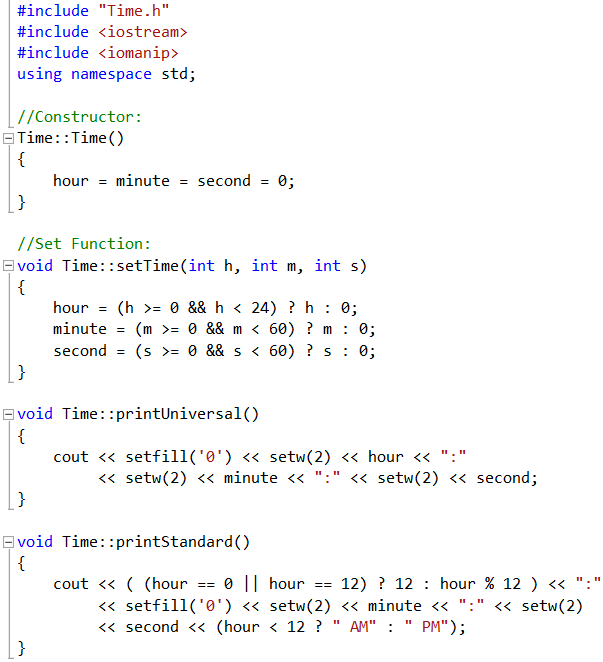 #include "Time.h"
#include <iostream>
#include <iomanip>
using namespace std;

//Constructor:
Time::Time()
{
    hour = minute = second = 0;
}

//Set Function:
void Time::setTime(int h, int m, int s)
{
    hour = (h >= 0 && h < 24) ? h : 0;
    minute = (m >= 0 && m < 60) ? m : 0;
    second = (s >= 0 && s < 60) ? s : 0;
}

void Time::printUniversal()
{
    cout << setfill('0') << setw(2) << hour << ":"
         << setw(2) << minute << ":" << setw(2) << second;
}

void Time::printStandard()
{
    cout << ( (hour == 0 || hour == 12) ? 12 : hour % 12 ) << ":"
         << setfill('0') << setw(2) << minute << ":" << setw(2)
         << second << (hour < 12 ? " AM" : " PM");
}